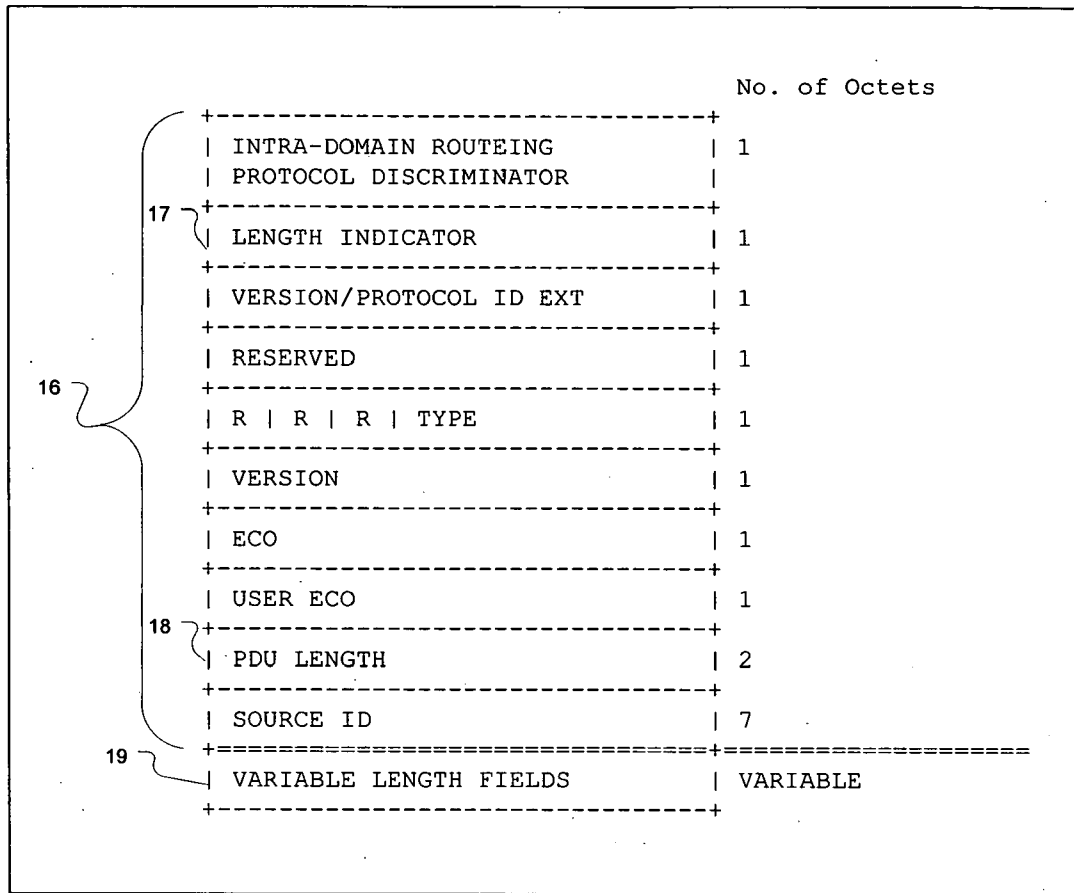 No. of Octets
+--------------------------------+
| INTRA-DOMAIN ROUTEING | 1
| PROTOCOL DISCRIMINATOR |
+--------------------------------+
17
| LENGTH INDICATOR | 1
+--------------------------------+
| VERSION/PROTOCOL ID EXT | 1
+--------------------------------+
| RESERVED | 1
+--------------------------------+
16
| R | R | R | TYPE | 1
+--------------------------------+
| VERSION | 1
+--------------------------------+
| ECO | 1
+--------------------------------+
| USER ECO | 1
18
+--------------------------------+
| PDU LENGTH | 2
+--------------------------------+
| SOURCE ID | 7
+================================+====================
19
| VARIABLE LENGTH FIELDS | VARIABLE
+--------------------------------+